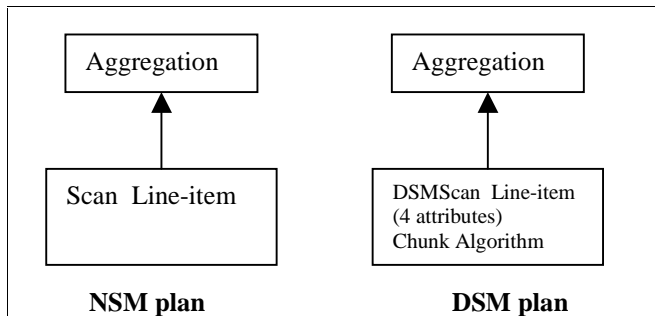 Aggregation
Scan Line-item
NSM plan
Aggregation
DSMScan Line-item
(4 attributes)
Chunk Algorithm
DSM plan